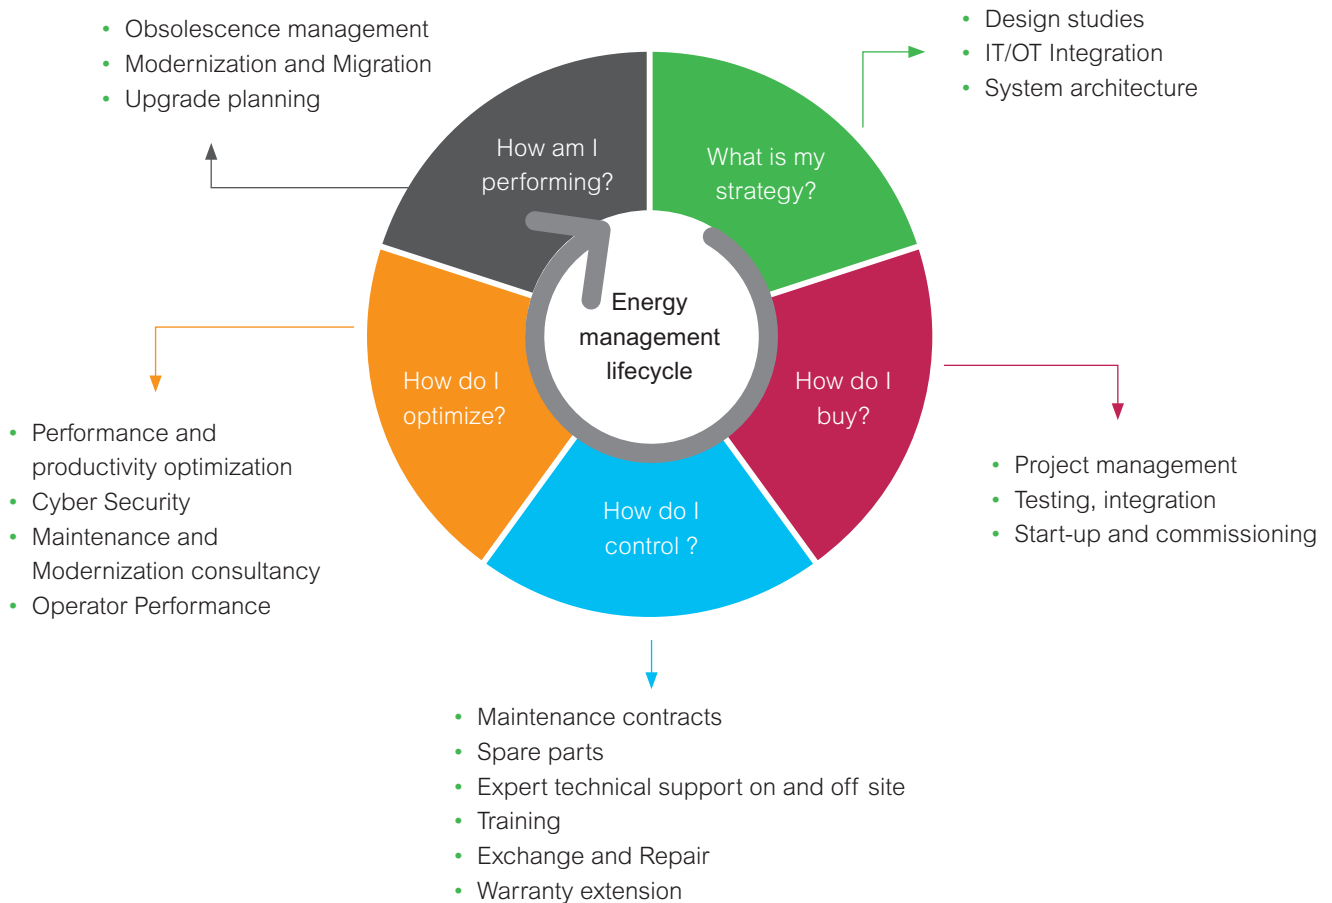 • Obsolescence management
• Modernization and Migration
• Upgrade planning
• Design studies
• IT/OT Integration
• System architecture
How am I
performing?
What is my
strategy?
Energy
management
lifecycle
How do I
optimize?
How do I
buy?
How do I
control ?
• Performance and
productivity optimization
• Cyber Security
• Maintenance and
Modernization consultancy
• Operator Performance
• Project management
• Testing, integration
• Start-up and commissioning
• Maintenance contracts
• Spare parts
• Expert technical support on and off site
• Training
• Exchange and Repair
• Warranty extension